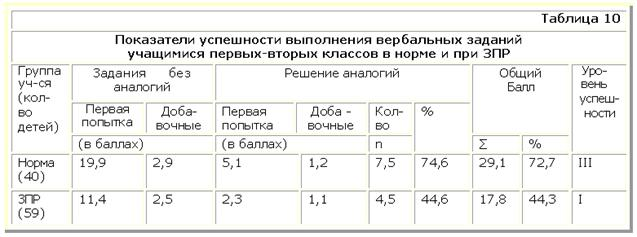 Таблица 10
Показатели успешности выполнения вербальных заданий
учащимися первых-вторых классов в норме и при ЗПР
Группа уч-ся (кол-во детей) Задания без аналогий Решение аналогий Общий Балл Уро-вень успеш-ности
Первая попытка Доба-вочные Первая попытка Доба - вочные Кол-во %
(в баллах) (в баллах) n Σ %
Норма (40) 19,9 2,9 5,1 1,2 7,5 74,6 29,1 72,7 III
ЗПР (59) 11,4 2,5 2,3 1,1 4,5 44,6 17,8 44,3 I